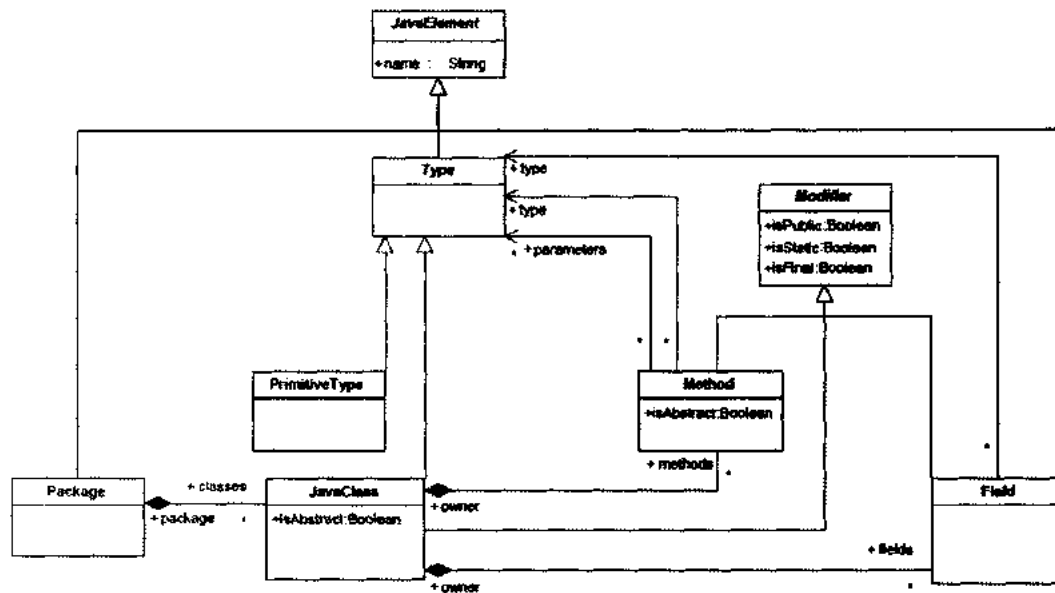 JavaElement
+name : String
Type
+ type
+ type
* +parameters
Modifier
+isPublic:Boolean
+isStatic:Boolean
+isFinal:Boolean
* *
PrimitiveType
Method
+isAbstract:Boolean
+ methods *
*
Package
+ classes
+package *
JavaClass
+isAbstract:Boolean
+ owner
+ owner
Field
+ fields
*